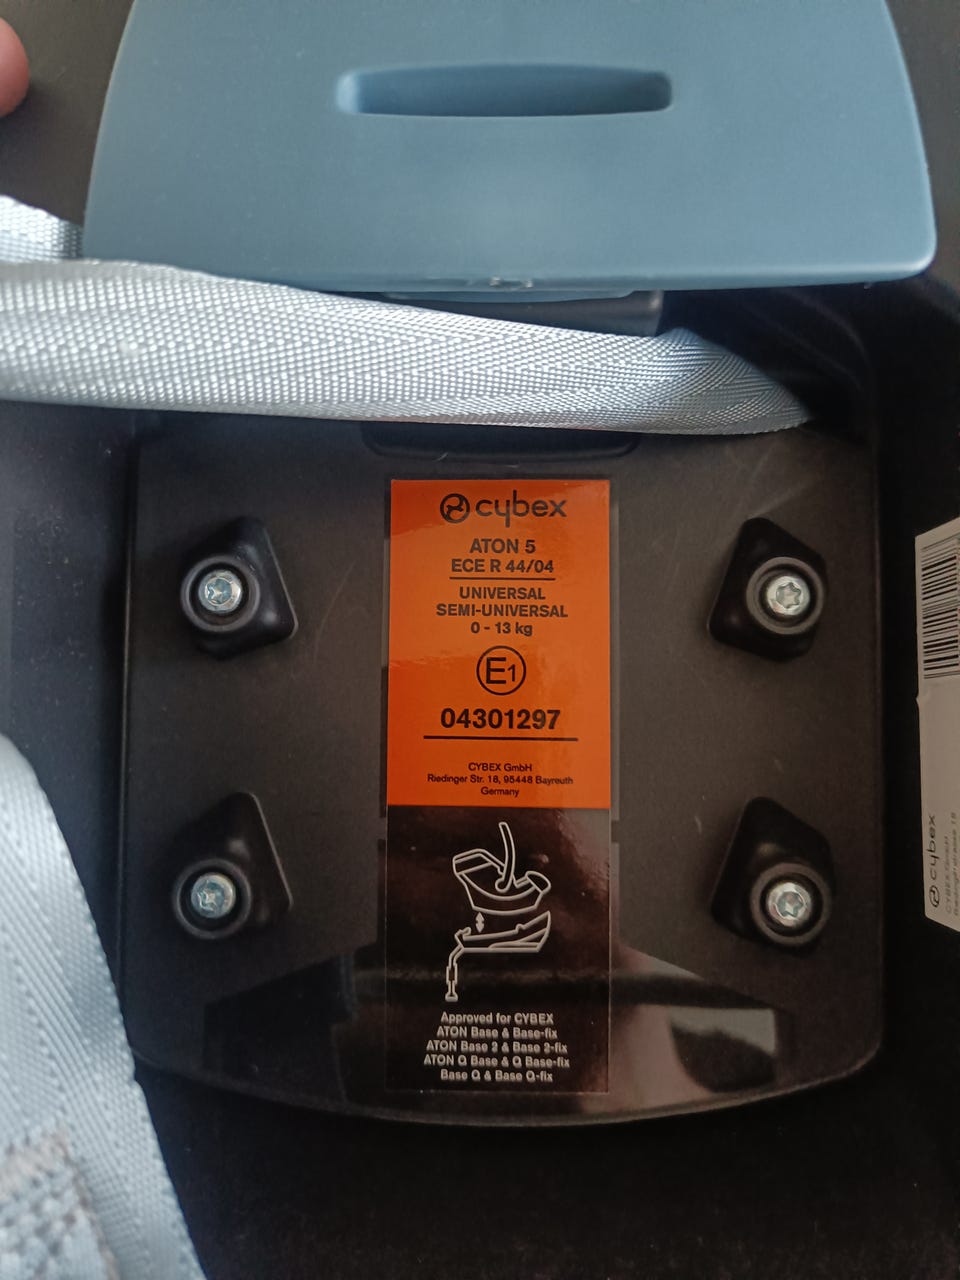 cybex
ATON 5
ECE R 44/04
UNIVERSAL
SEMI-UNIVERSAL
0 - 13 kg
E1
04301297
CYBEX GmbH
Riedinger Str. 18, 95448 Bayreuth
Germany
Approved for CYBEX
ATON Base & Base-fix
ATON Base 2 & Base 2-fix
ATON Q Base & Q Base-fix
Base Q & Base Q-fix
cybex
CYBEX GmbH